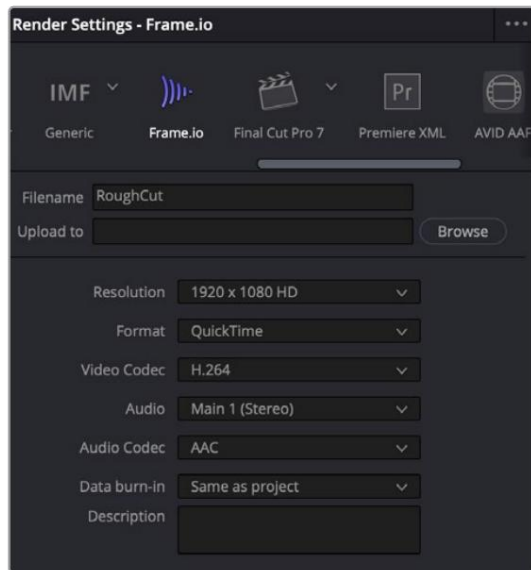 Render Settings - Frame.io
IMF
Pr
Generic Frame.io Final Cut Pro 7 Premiere XML AVID AAF
Filename RoughCut
Upload to Browse
Resolution 1920 x 1080 HD
Format QuickTime
Video Codec H.264
Audio Main 1 (Stereo)
Audio Codec AAC
Data burn-in Same as project
Description